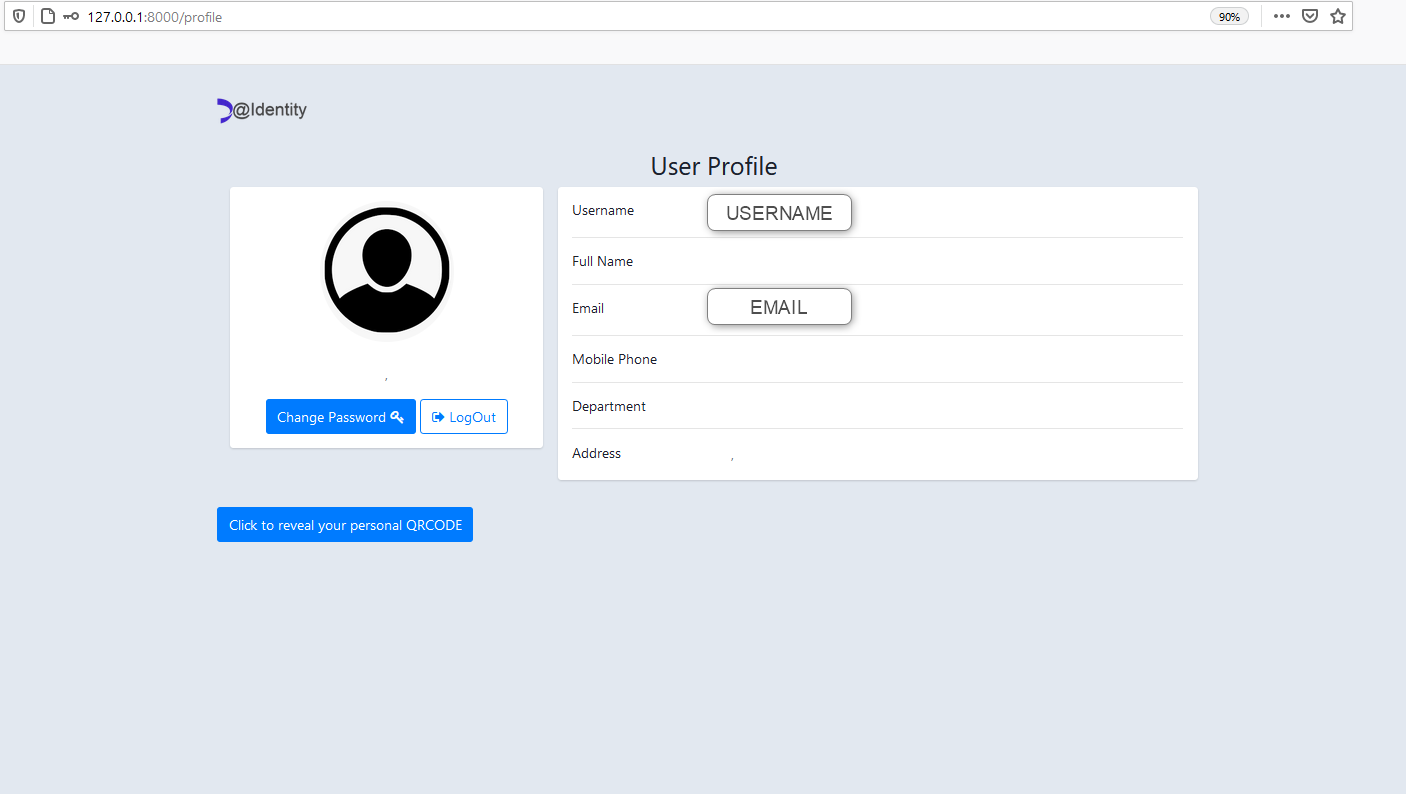 127.0.0.1:8000/profile 90%
@Identity
User Profile
Username USERNAME
Full Name
Email EMAIL
Mobile Phone
,
Department
Change Password LogOut
Address ,
Click to reveal your personal QRCODE